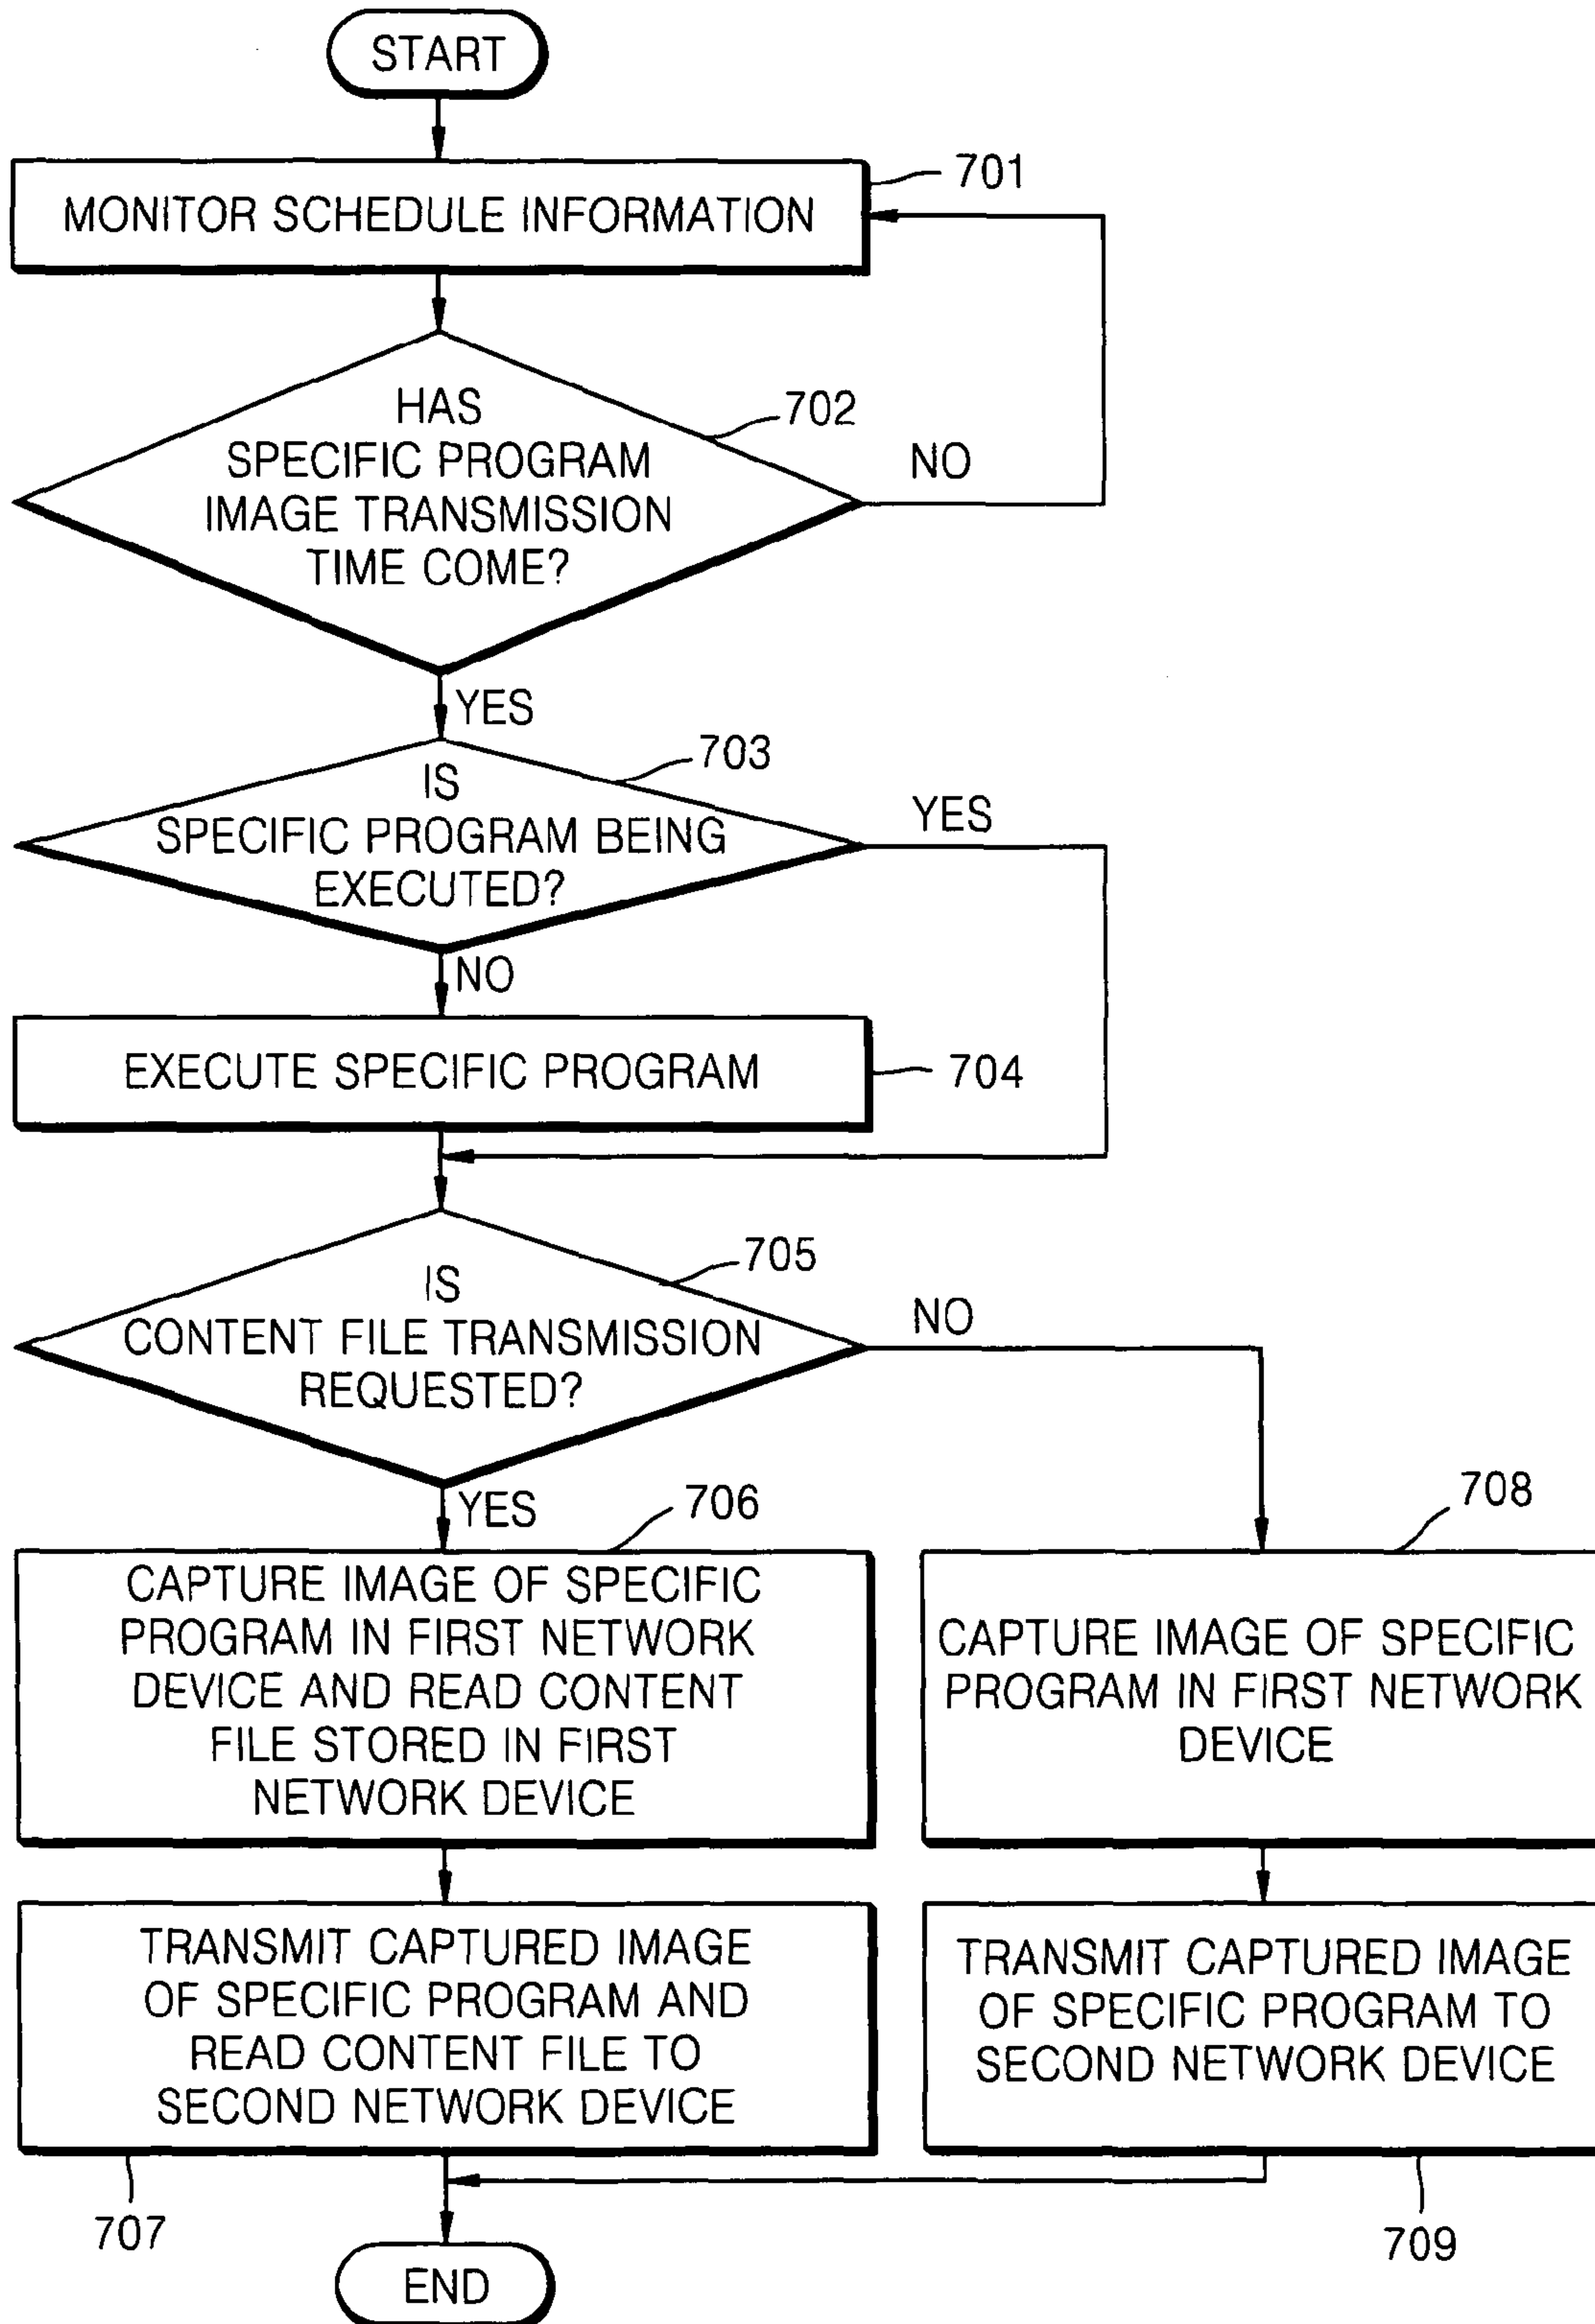 START
701
MONITOR SCHEDULE INFORMATION
702
HAS
SPECIFIC PROGRAM
IMAGE TRANSMISSION
TIME COME?
NO
YES
703
IS
SPECIFIC PROGRAM BEING
EXECUTED?
YES
NO
EXECUTE SPECIFIC PROGRAM
704
705
IS
CONTENT FILE TRANSMISSION
REQUESTED?
NO
YES
706
CAPTURE IMAGE OF SPECIFIC
PROGRAM IN FIRST NETWORK
DEVICE AND READ CONTENT
FILE STORED IN FIRST
NETWORK DEVICE
708
CAPTURE IMAGE OF SPECIFIC
PROGRAM IN FIRST NETWORK
DEVICE
TRANSMIT CAPTURED IMAGE
OF SPECIFIC PROGRAM AND
READ CONTENT FILE TO
SECOND NETWORK DEVICE
707
TRANSMIT CAPTURED IMAGE
OF SPECIFIC PROGRAM TO
SECOND NETWORK DEVICE
709
END